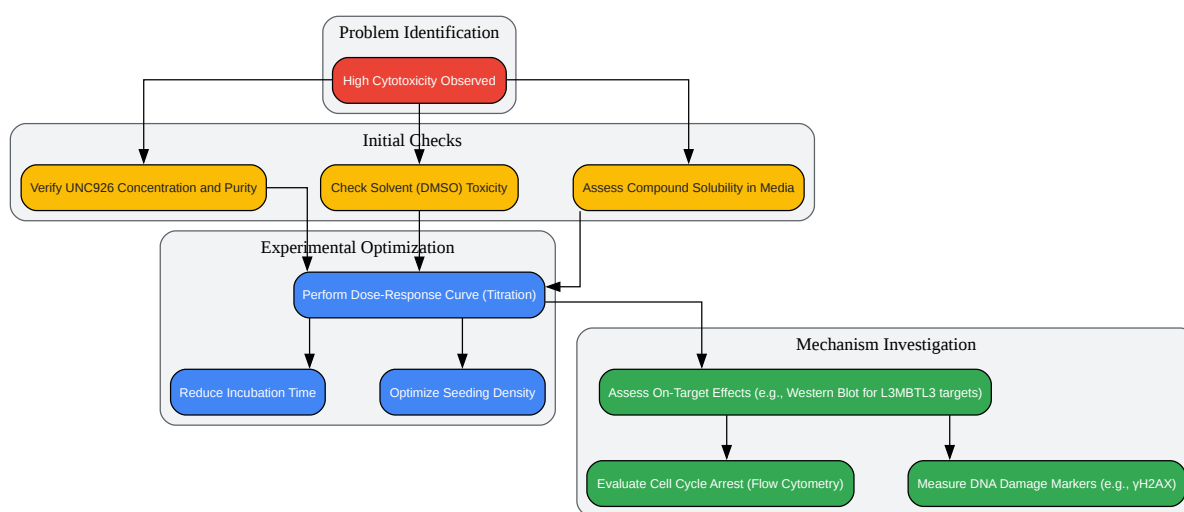 Problem Identification
High Cytotoxicity Observed
Initial Checks
Verify UNC926 Concentration and Purity
Check Solvent (DMSO) Toxicity
Assess Compound Solubility in Media
Experimental Optimization
Perform Dose-Response Curve (Titration)
Reduce Incubation Time
Optimize Seeding Density
Mechanism Investigation
Assess On-Target Effects (e.g., Western Blot for L3MBTL3 targets)
Evaluate Cell Cycle Arrest (Flow Cytometry)
Measure DNA Damage Markers (e.g., γH2AX)